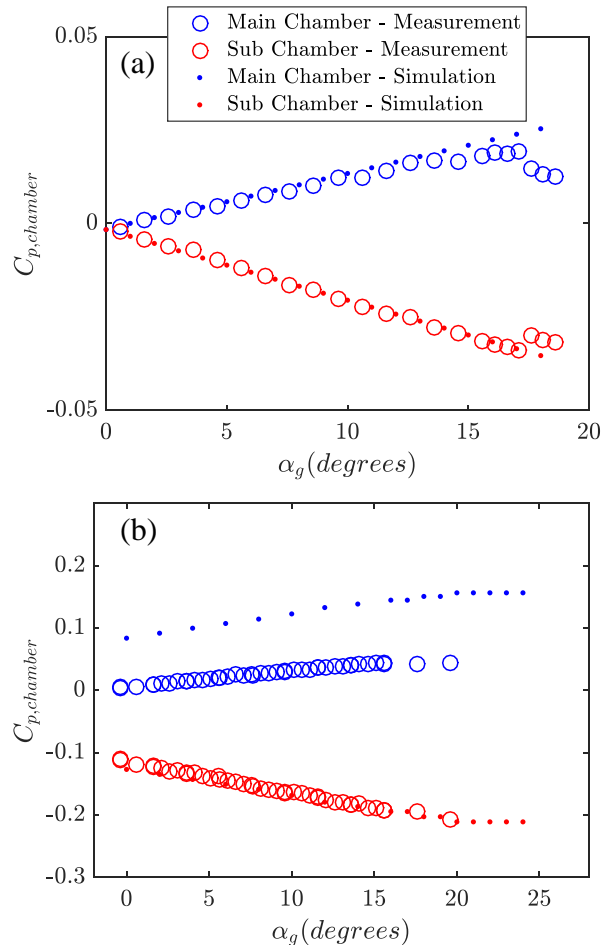 0.05
(a)
Main Chamber - Measurement
Sub Chamber - Measurement
Main Chamber - Simulation
Sub Chamber - Simulation
C_{p,chamber}
0
-0.05
0 5 10 15 20
α_g(degrees)
(b)
0.2
0.1
C_{p,chamber}
0
-0.1
-0.2
-0.3
0 5 10 15 20 25
α_g(degrees)